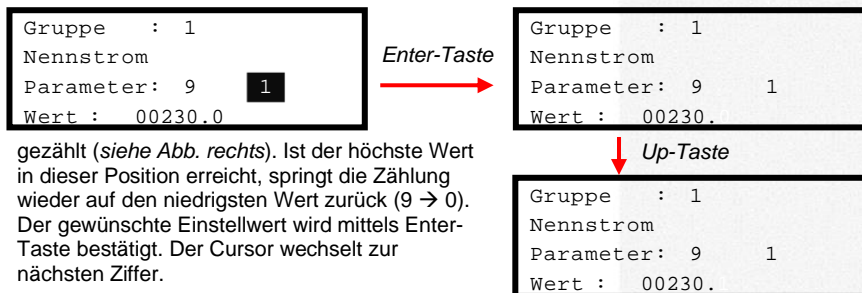 Gruppe : 1
Nennstrom
Parameter: 9 1
Wert : 00230.0
Enter-Taste
Gruppe : 1
Nennstrom
Parameter: 9 1
Wert : 00230.
Up-Taste
gezählt (siehe Abb. rechts). Ist der höchste Wert
in dieser Position erreicht, springt die Zählung
wieder auf den niedrigsten Wert zurück (9 → 0).
Der gewünschte Einstellwert wird mittels Enter-
Taste bestätigt. Der Cursor wechselt zur
nächsten Ziffer.
Gruppe : 1
Nennstrom
Parameter: 9 1
Wert : 00230.